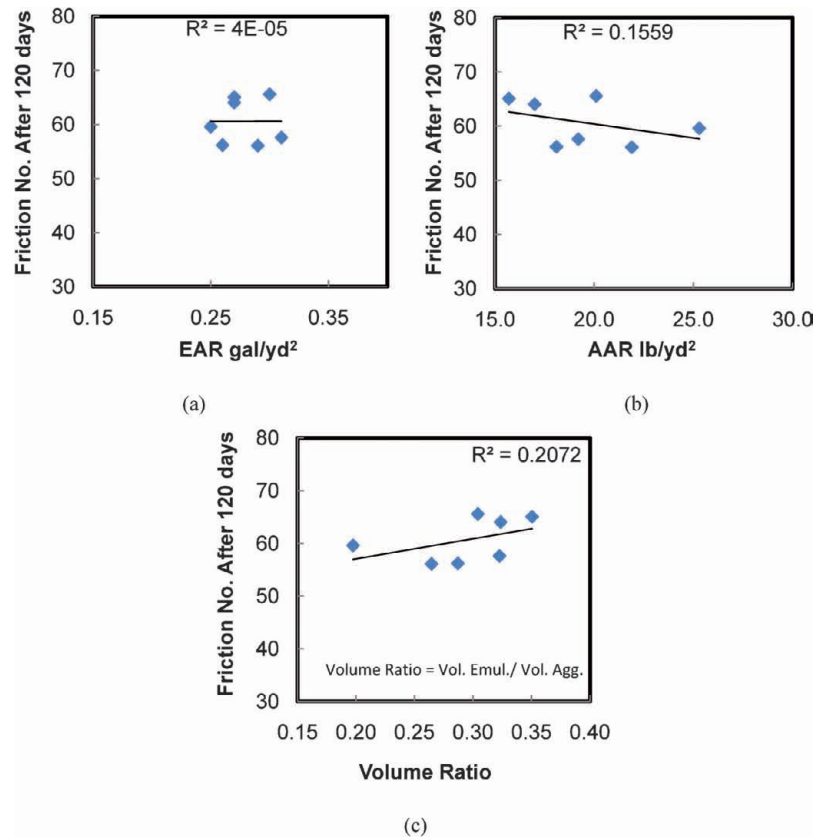 R² = 4E-05
Friction No. After 120 days
80
70
60
50
40
30
0.15 0.25 0.35
EAR gal/yd²
(a)
R² = 0.1559
Friction No. After 120 days
80
70
60
50
40
30
15.0 20.0 25.0 30.0
AAR lb/yd²
(b)
R² = 0.2072
Friction No. After 120 days
80
70
60
50
40
30
Volume Ratio = Vol. Emul./ Vol. Agg.
0.15 0.20 0.25 0.30 0.35 0.40
Volume Ratio
(c)